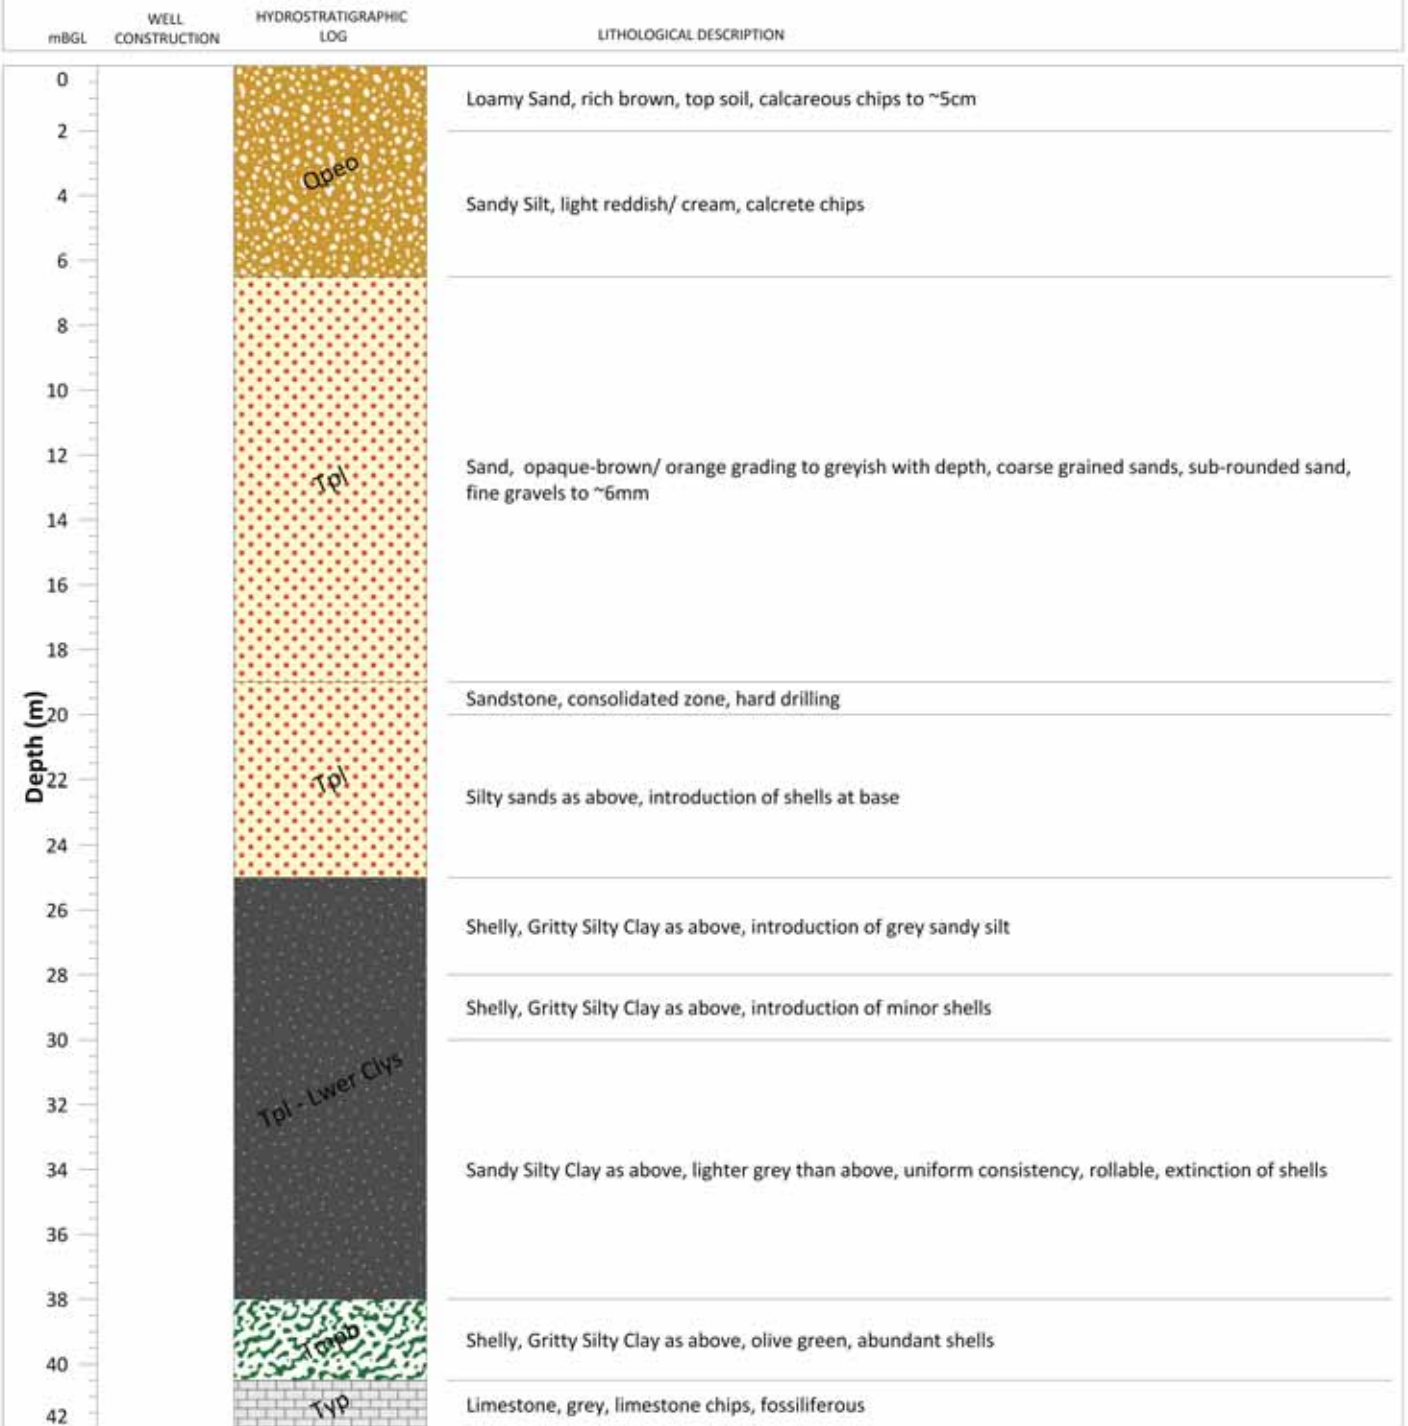 mBGL
WELL
CONSTRUCTION
HYDROSTRATIGRAPHIC
LOG
LITHOLOGICAL DESCRIPTION
Depth (m)
0
Loamy Sand, rich brown, top soil, calcareous chips to ~5cm
2
Qpeo
4
Sandy Silt, light reddish/ cream, calcrete chips
6
8
10
12
Tpl
Sand, opaque-brown/ orange grading to greyish with depth, coarse grained sands, sub-rounded sand,
fine gravels to ~6mm
14
16
18
Sandstone, consolidated zone, hard drilling
20
22
Tpl
Silty sands as above, introduction of shells at base
24
26
Shelly, Gritty Silty Clay as above, introduction of grey sandy silt
28
Shelly, Gritty Silty Clay as above, introduction of minor shells
30
Tpl - Lwer Clys
32
34
Sandy Silty Clay as above, lighter grey than above, uniform consistency, rollable, extinction of shells
36
38
Tmpb
Shelly, Gritty Silty Clay as above, olive green, abundant shells
40
Typ
Limestone, grey, limestone chips, fossiliferous
42